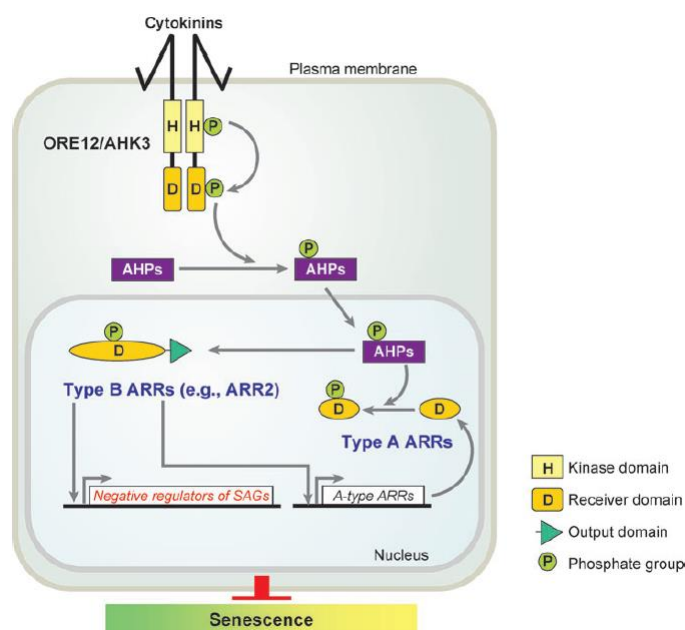 Cytokinins
Plasma membrane
ORE12/AHK3
H H P
D D P
P
AHPs AHPs
P
AHPs
P
D
Type B ARRs (e.g., ARR2)
P
D D
Type A ARRs
Negative regulators of SAGs A-type ARRs
Nucleus
Senescence
H Kinase domain
D Receiver domain
Output domain
P Phosphate group